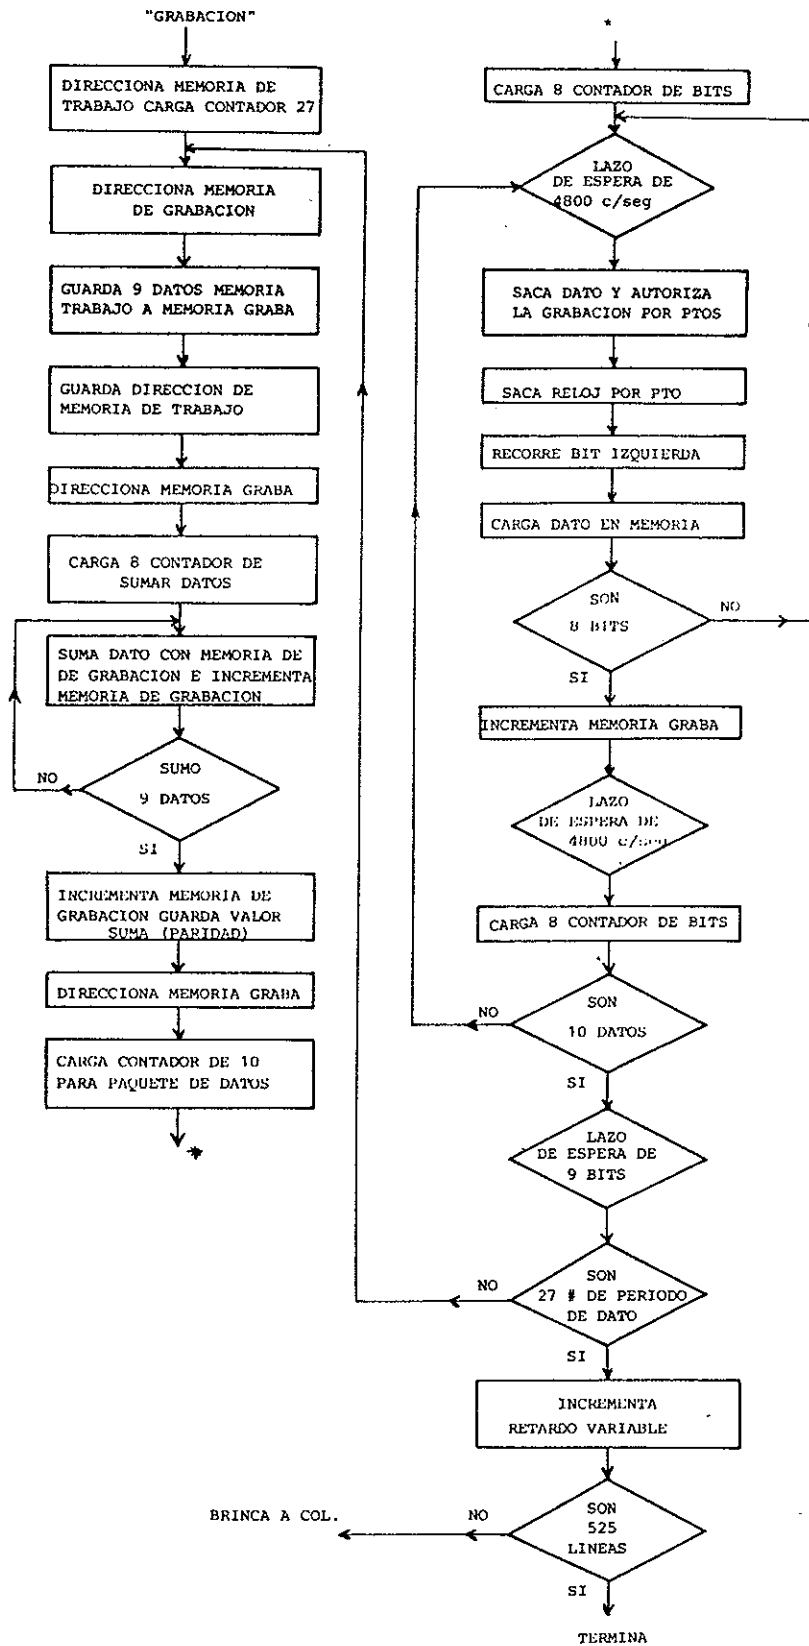 "GRABACION"
DIRECCIONA MEMORIA DE
TRABAJO CARGA CONTADOR 27
DIRECCIONA MEMORIA
DE GRABACION
GUARDA 9 DATOS MEMORIA
TRABAJO A MEMORIA GRABA
GUARDA DIRECCION DE
MEMORIA DE TRABAJO
DIRECCIONA MEMORIA GRABA
CARGA 8 CONTADOR DE
SUMAR DATOS
SUMA DATO CON MEMORIA DE
DE GRABACION E INCREMENTA
MEMORIA DE GRABACION
SUMO
9 DATOS
NO
SI
INCREMENTA MEMORIA DE
GRABACION GUARDA VALOR
SUMA (PARIDAD)
DIRECCIONA MEMORIA GRABA
CARGA CONTADOR DE 10
PARA PAQUETE DE DATOS
*
*
CARGA 8 CONTADOR DE BITS
LAZO
DE ESPERA DE
4800 c/seg
SACA DATO Y AUTORIZA
LA GRABACION POR PTOS
SACA RELOJ POR PTO
RECORRE BIT IZQUIERDA
CARGA DATO EN MEMORIA
SON
8 BITS
NO
SI
INCREMENTA MEMORIA GRABA
LAZO
DE ESPERA DE
4800 c/seg
CARGA 8 CONTADOR DE BITS
SON
10 DATOS
NO
SI
LAZO
DE ESPERA DE
9 BITS
SON
27 # DE PERIODO
DE DATO
NO
SI
INCREMENTA
RETARDO VARIABLE
SON
525
LINEAS
NO
BRINCA A COL.
SI
TERMINA